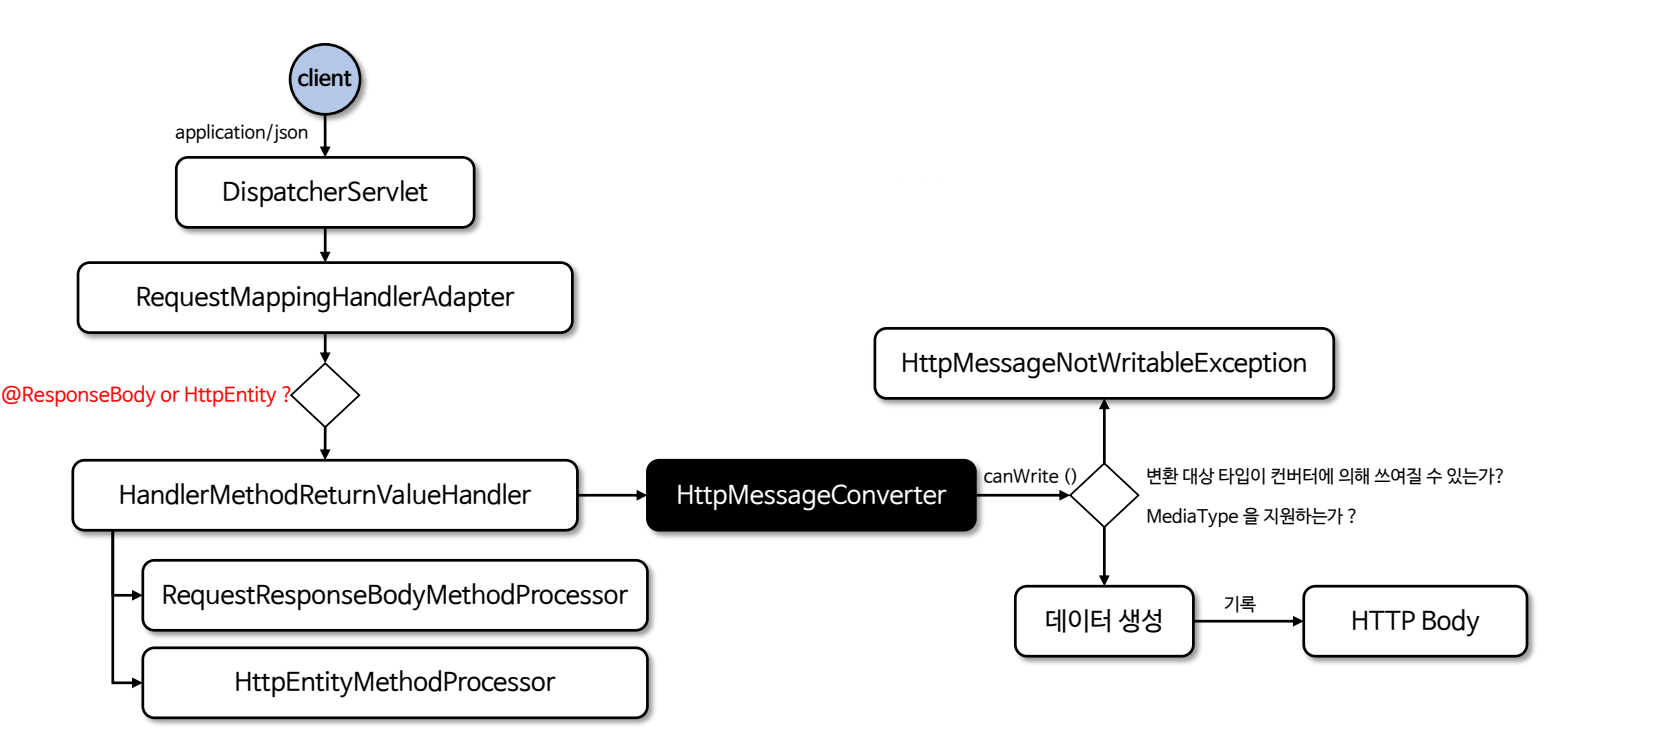 client
application/json
DispatcherServlet
RequestMappingHandlerAdapter
@ResponseBody or HttpEntity ?
HandlerMethodReturnValueHandler
RequestResponseBodyMethodProcessor
HttpEntityMethodProcessor
HttpMessageConverter
canWrite ()
HttpMessageNotWritableException
변환 대상 타입이 컨버터에 의해 쓰여질 수 있는가?
MediaType 을 지원하는가 ?
데이터 생성
기록
HTTP Body